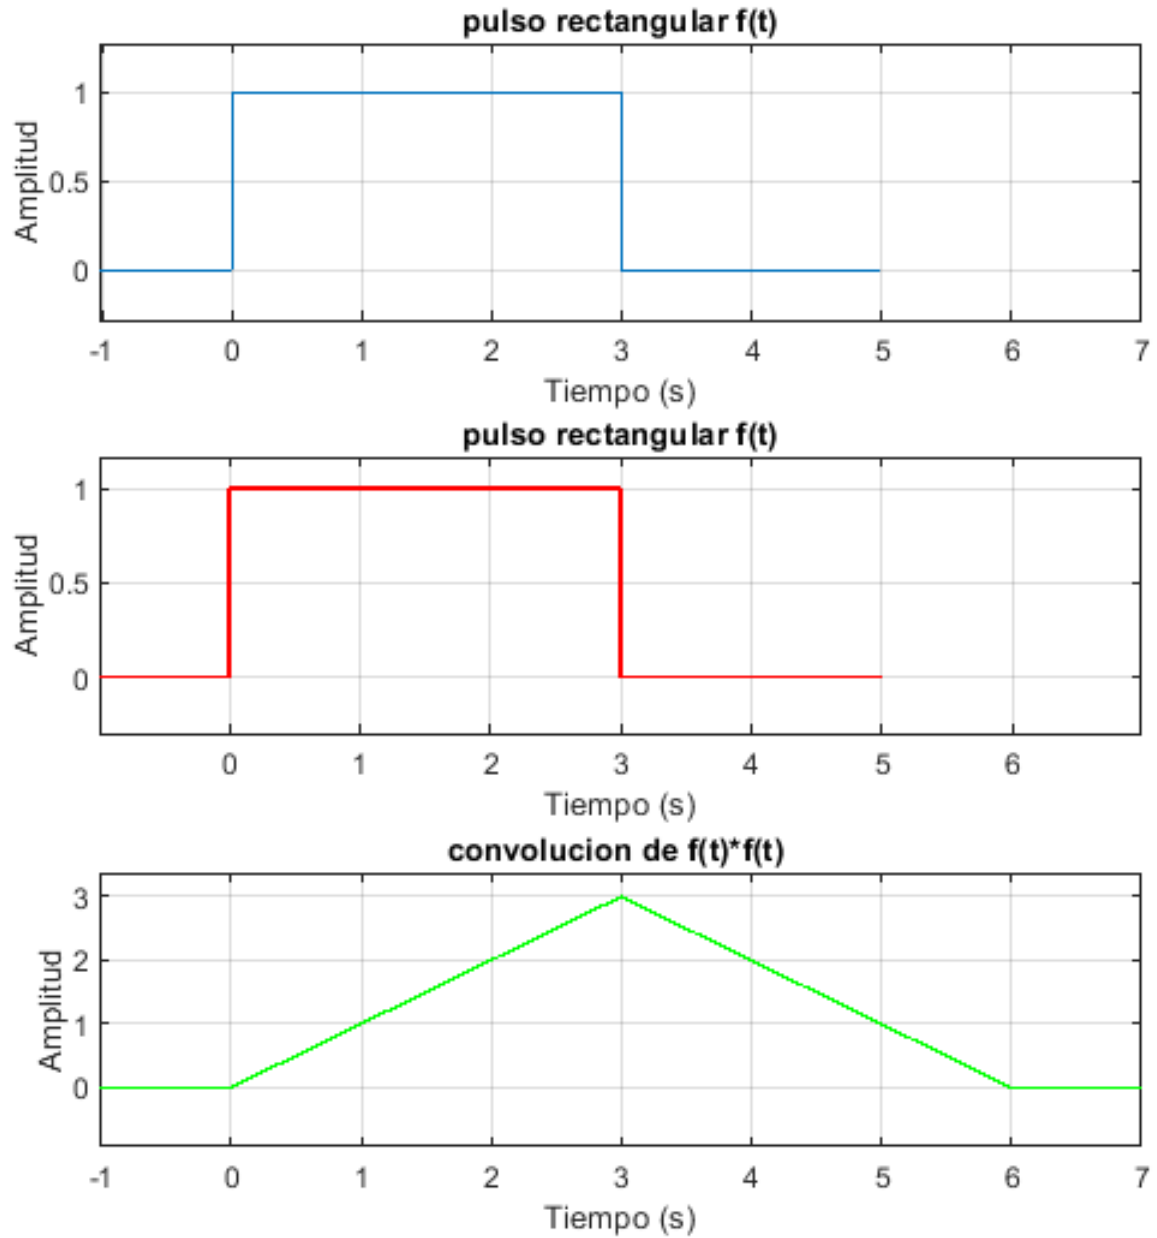 pulso rectangular f(t)
1
0.5
0
Amplitud
-1 0 1 2 3 4 5 6 7
Tiempo (s)
pulso rectangular f(t)
1
0.5
0
Amplitud
0 1 2 3 4 5 6
Tiempo (s)
convolucion de f(t)*f(t)
3
2
1
0
Amplitud
-1 0 1 2 3 4 5 6 7
Tiempo (s)